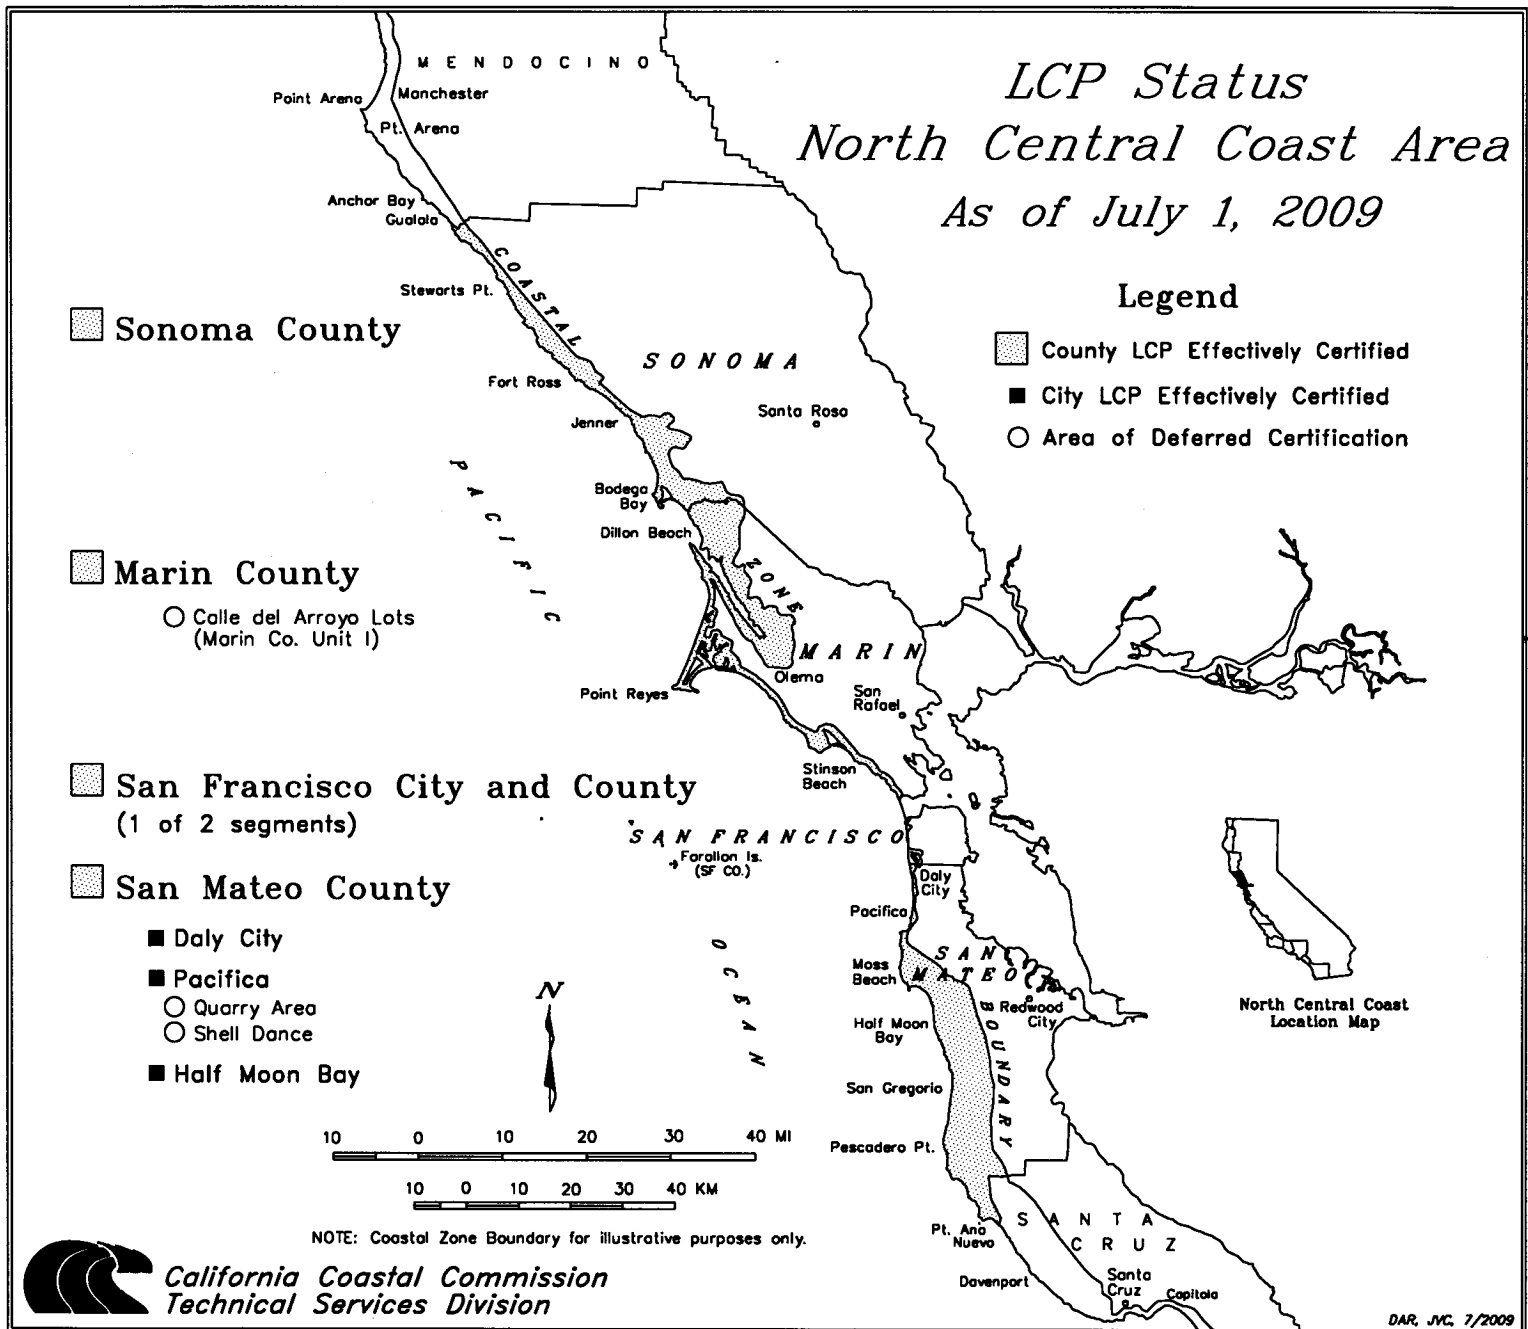 LCP Status
North Central Coast Area
As of July 1, 2009
Legend
County LCP Effectively Certified
City LCP Effectively Certified
Area of Deferred Certification
Sonoma County
Marin County
Calle del Arroyo Lots
(Marin Co. Unit I)
San Francisco City and County
(1 of 2 segments)
San Mateo County
Daly City
Pacifica
Quarry Area
Shell Dance
Half Moon Bay
MENDOCINO
Point Arena
Manchester
Pt. Arena
Anchor Bay
Gualala
COASTAL
Stewarts Pt.
SONOMA
Fort Ross
Santa Rosa
Jenner
PACIFIC
Bodega
Bay
Dillon Beach
ZONE
MARIN
Olema
Point Reyes
San
Rafael
Stinson
Beach
SAN FRANCISCO
Farallon Is.
(SF CO.)
Daly
City
Pacifica
OCEAN
SAN
MATEO
Moss
Beach
BOUNDARY
Redwood
City
Half Moon
Bay
San Gregorio
Pescadero Pt.
Pt. Ano
Nuevo
SANTA
CRUZ
Davenport
Santa
Cruz
Capitola
North Central Coast
Location Map
N
10 0 10 20 30 40 MI
10 0 10 20 30 40 KM
NOTE: Coastal Zone Boundary for illustrative purposes only.
California Coastal Commission
Technical Services Division
DAR, JVC, 7/2009